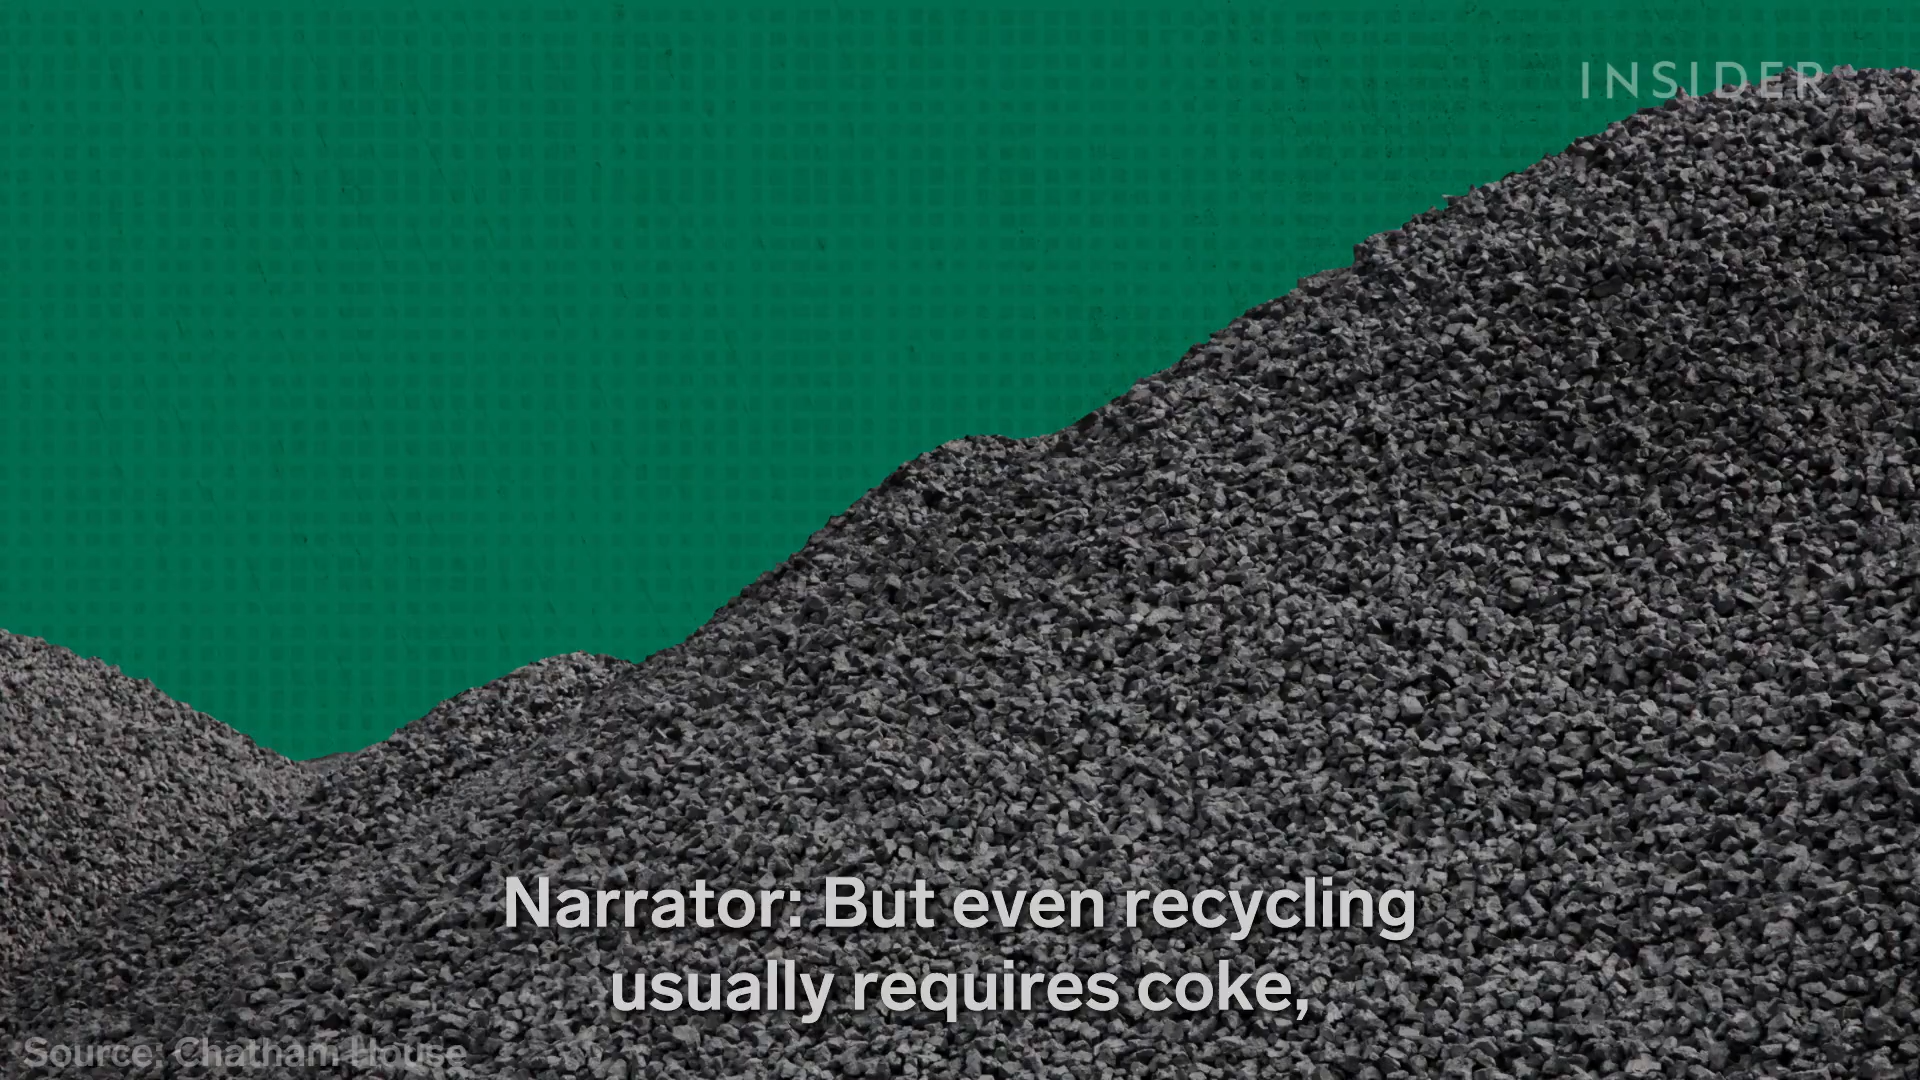 INSIDER
Narrator: But even recycling
usually requires coke,
Source: Chatham House